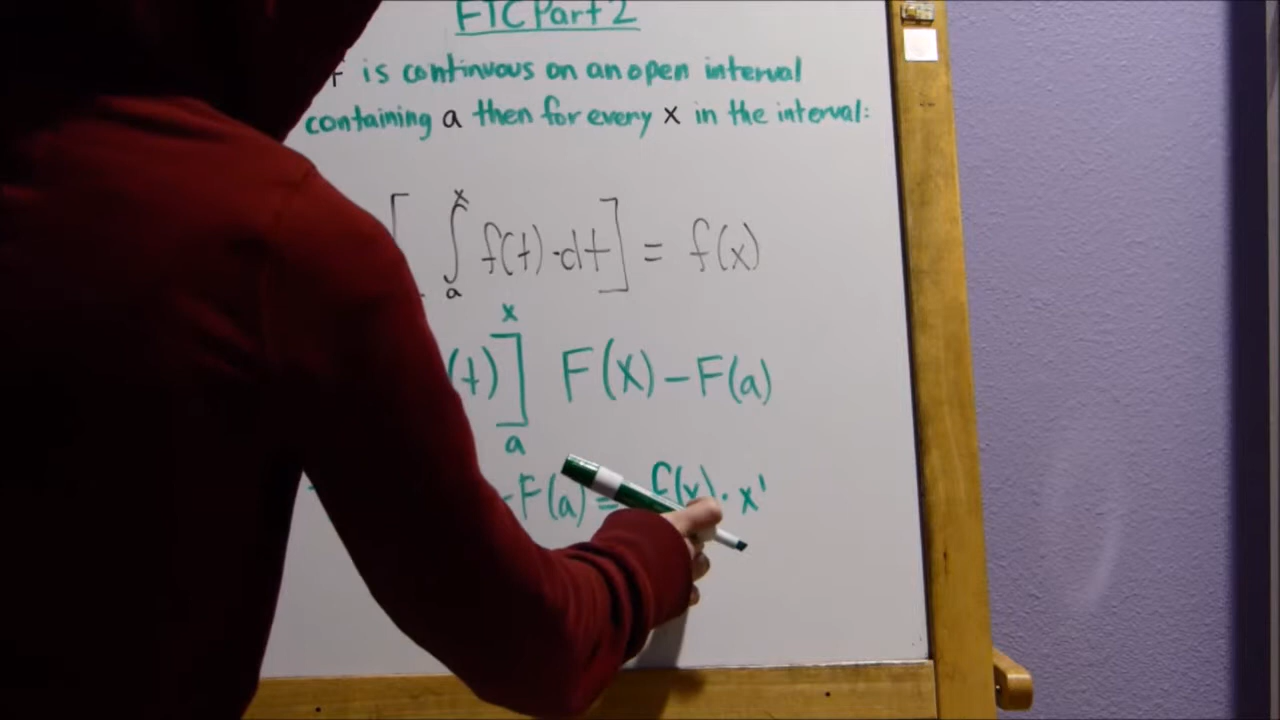 FTC Part 2
f is continuous on an open interval
containing a then for every x in the interval:
[ ∫ₐˣ f(t)·dt ] = f(x)
(t) ]ₐˣ F(x) - F(a)
-F(a) = f(x)·x'